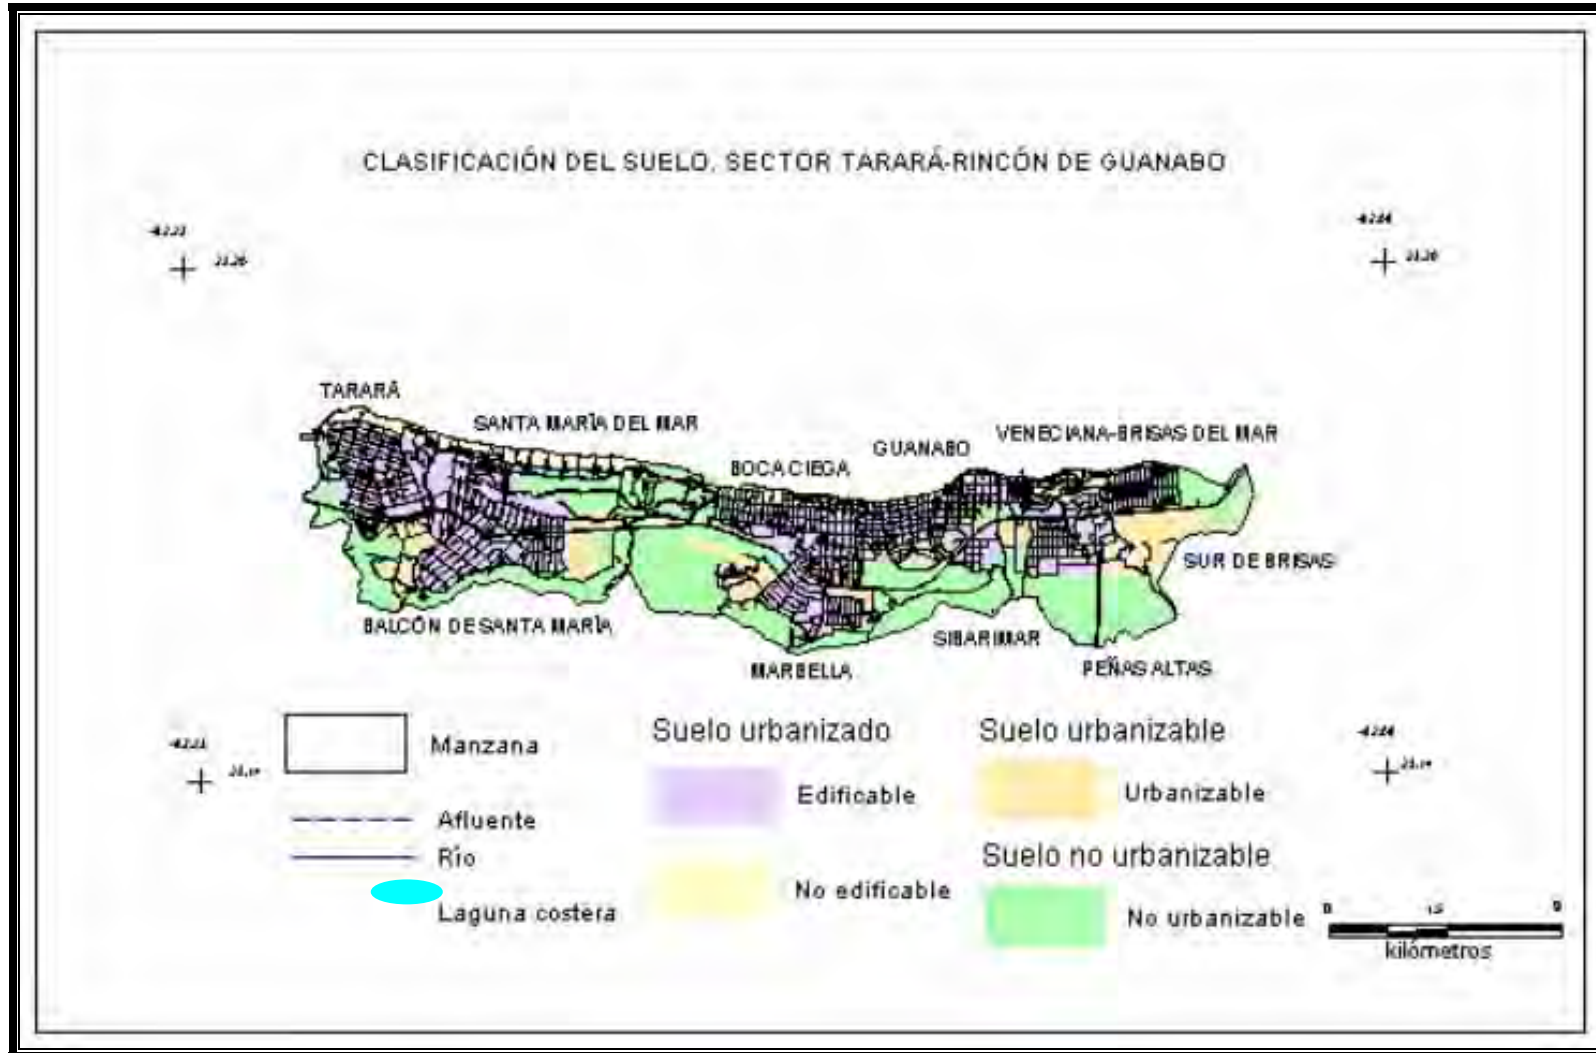 CLASIFICACIÓN DEL SUELO. SECTOR TARARÁ-RINCÓN DE GUANABO
TARARÁ
SANTA MARÍA DEL MAR
BOCA CIEGA
GUANABO
VENECIANA-BRISAS DEL MAR
SUR DE BRISAS
BALCÓN DE SANTA MARÍA
MARBELLA
SIBARIMAR
PEÑAS ALTAS
Manzana
Afluente
Río
Laguna costera
Suelo urbanizado
Edificable
No edificable
Suelo urbanizable
Urbanizable
Suelo no urbanizable
No urbanizable
kilómetros